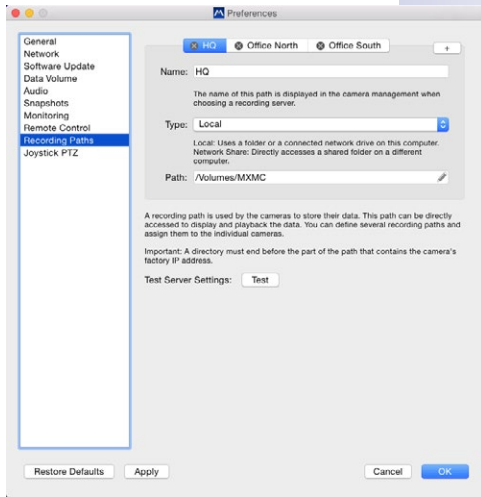 Preferences
General
Network
Software Update
Data Volume
Audio
Snapshots
Monitoring
Remote Control
Recording Paths
Joystick PTZ
HQ Office North Office South +
Name: HQ
The name of this path is displayed in the camera management when
choosing a recording server.
Type: Local
Local: Uses a folder or a connected network drive on this computer.
Network Share: Directly accesses a shared folder on a different
computer.
Path: /Volumes/MXMC
A recording path is used by the cameras to store their data. This path can be directly
accessed to display and playback the data. You can define several recording paths and
assign them to the individual cameras.
Important: A directory must end before the part of the path that contains the camera's
factory IP address.
Test Server Settings: Test
Restore Defaults Apply Cancel OK